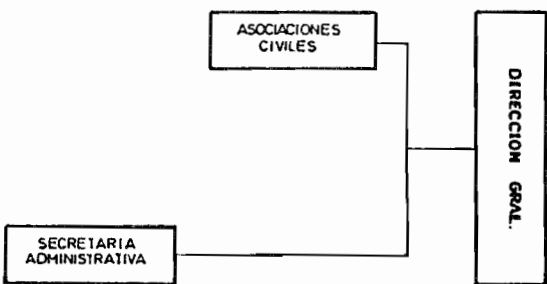 ASOCIACIONES
CIVILES
DIRECCION GRAL.
SECRETARIA
ADMINISTRATIVA